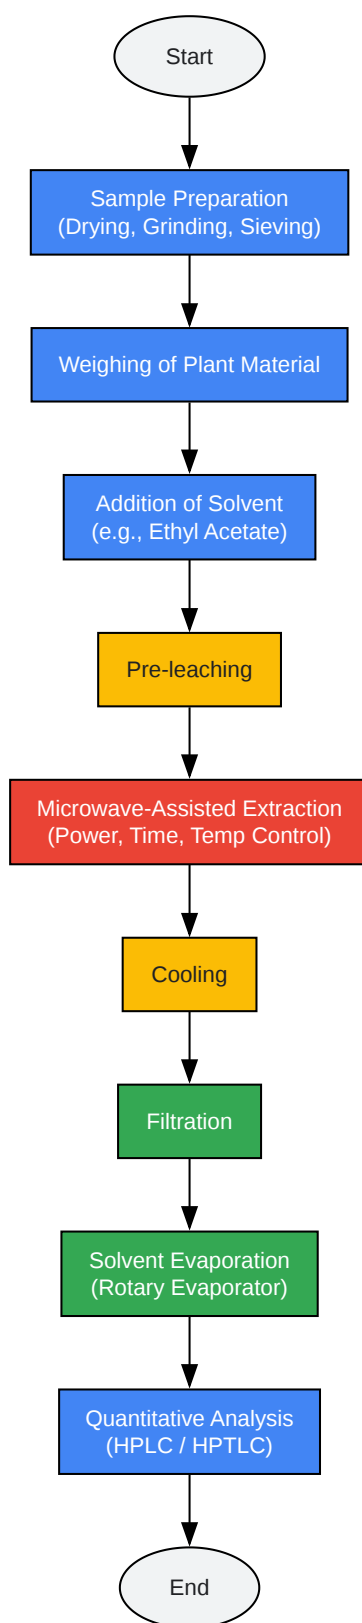 Start
Sample Preparation
(Drying, Grinding, Sieving)
Weighing of Plant Material
Addition of Solvent
(e.g., Ethyl Acetate)
Pre-leaching
Microwave-Assisted Extraction
(Power, Time, Temp Control)
Cooling
Filtration
Solvent Evaporation
(Rotary Evaporator)
Quantitative Analysis
(HPLC / HPTLC)
End